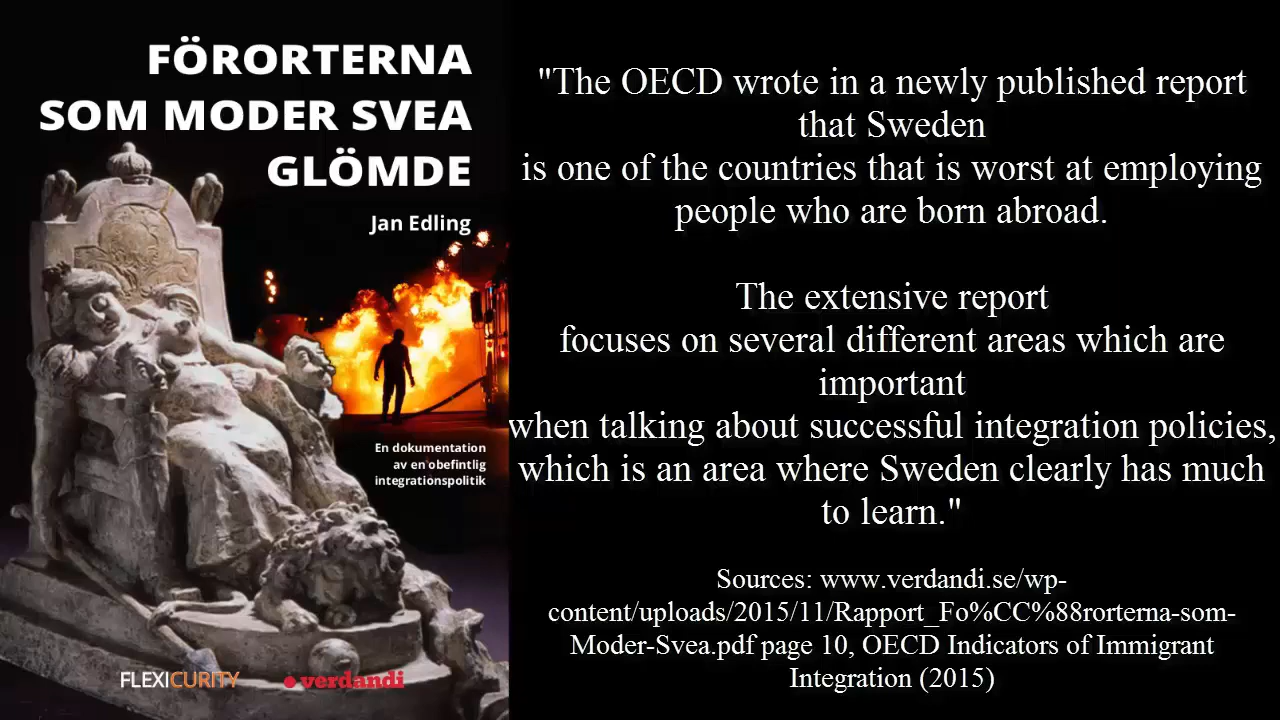 FÖRORTERNA
SOM MODER SVEA
GLÖMDE
Jan Edling
En dokumentation
av en obefintlig
integrationspolitik
FLEXICURITY
verdandi
"The OECD wrote in a newly published report
that Sweden
is one of the countries that is worst at employing
people who are born abroad.
The extensive report
focuses on several different areas which are
important
when talking about successful integration policies,
which is an area where Sweden clearly has much
to learn."
Sources: www.verdandi.se/wp-
content/uploads/2015/11/Rapport_Fo%CC%88rorterna-som-
Moder-Svea.pdf page 10, OECD Indicators of Immigrant
Integration (2015)